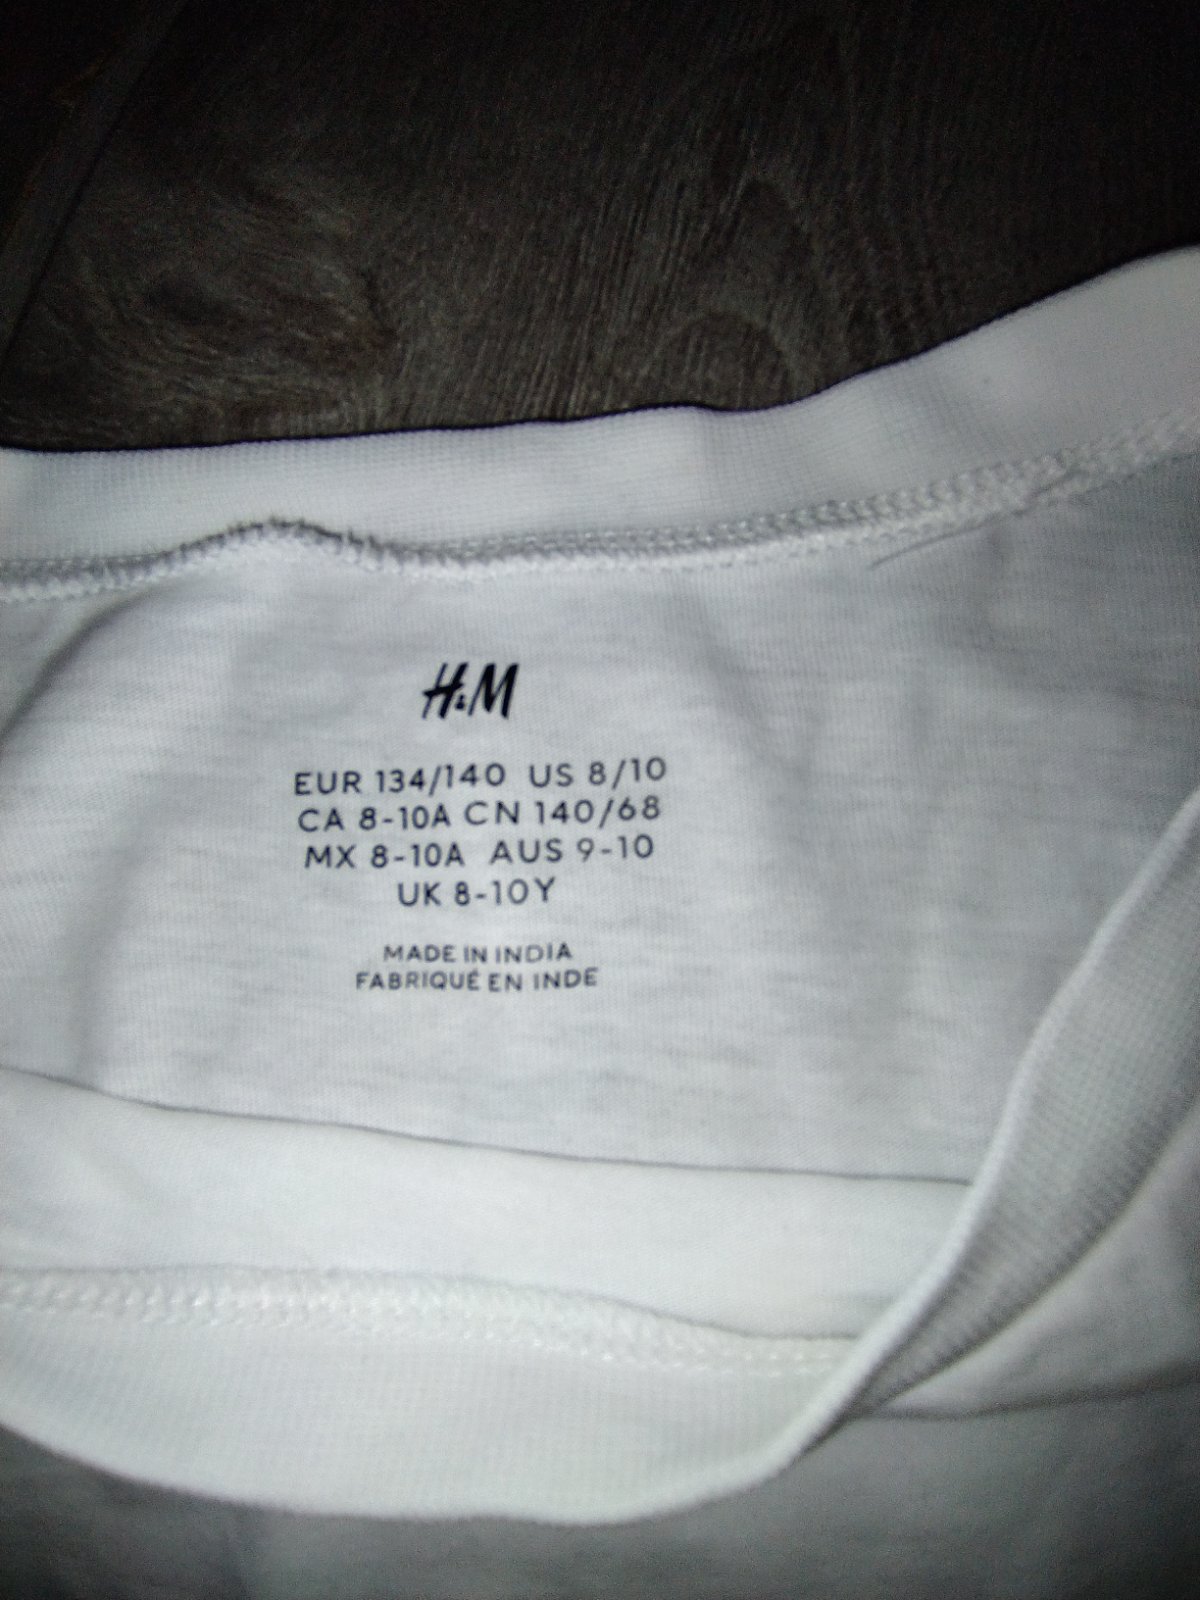 H&M
EUR 134/140 US 8/10
CA 8-10A CN 140/68
MX 8-10A AUS 9-10
UK 8-10Y
MADE IN INDIA
FABRIQUÉ EN INDE